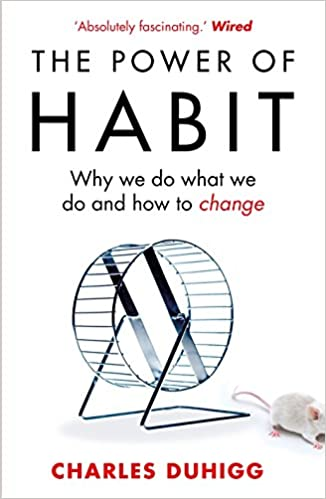 'Absolutely fascinating.' Wired
THE POWER OF
HABIT
Why we do what we
do and how to change
CHARLES DUHIGG